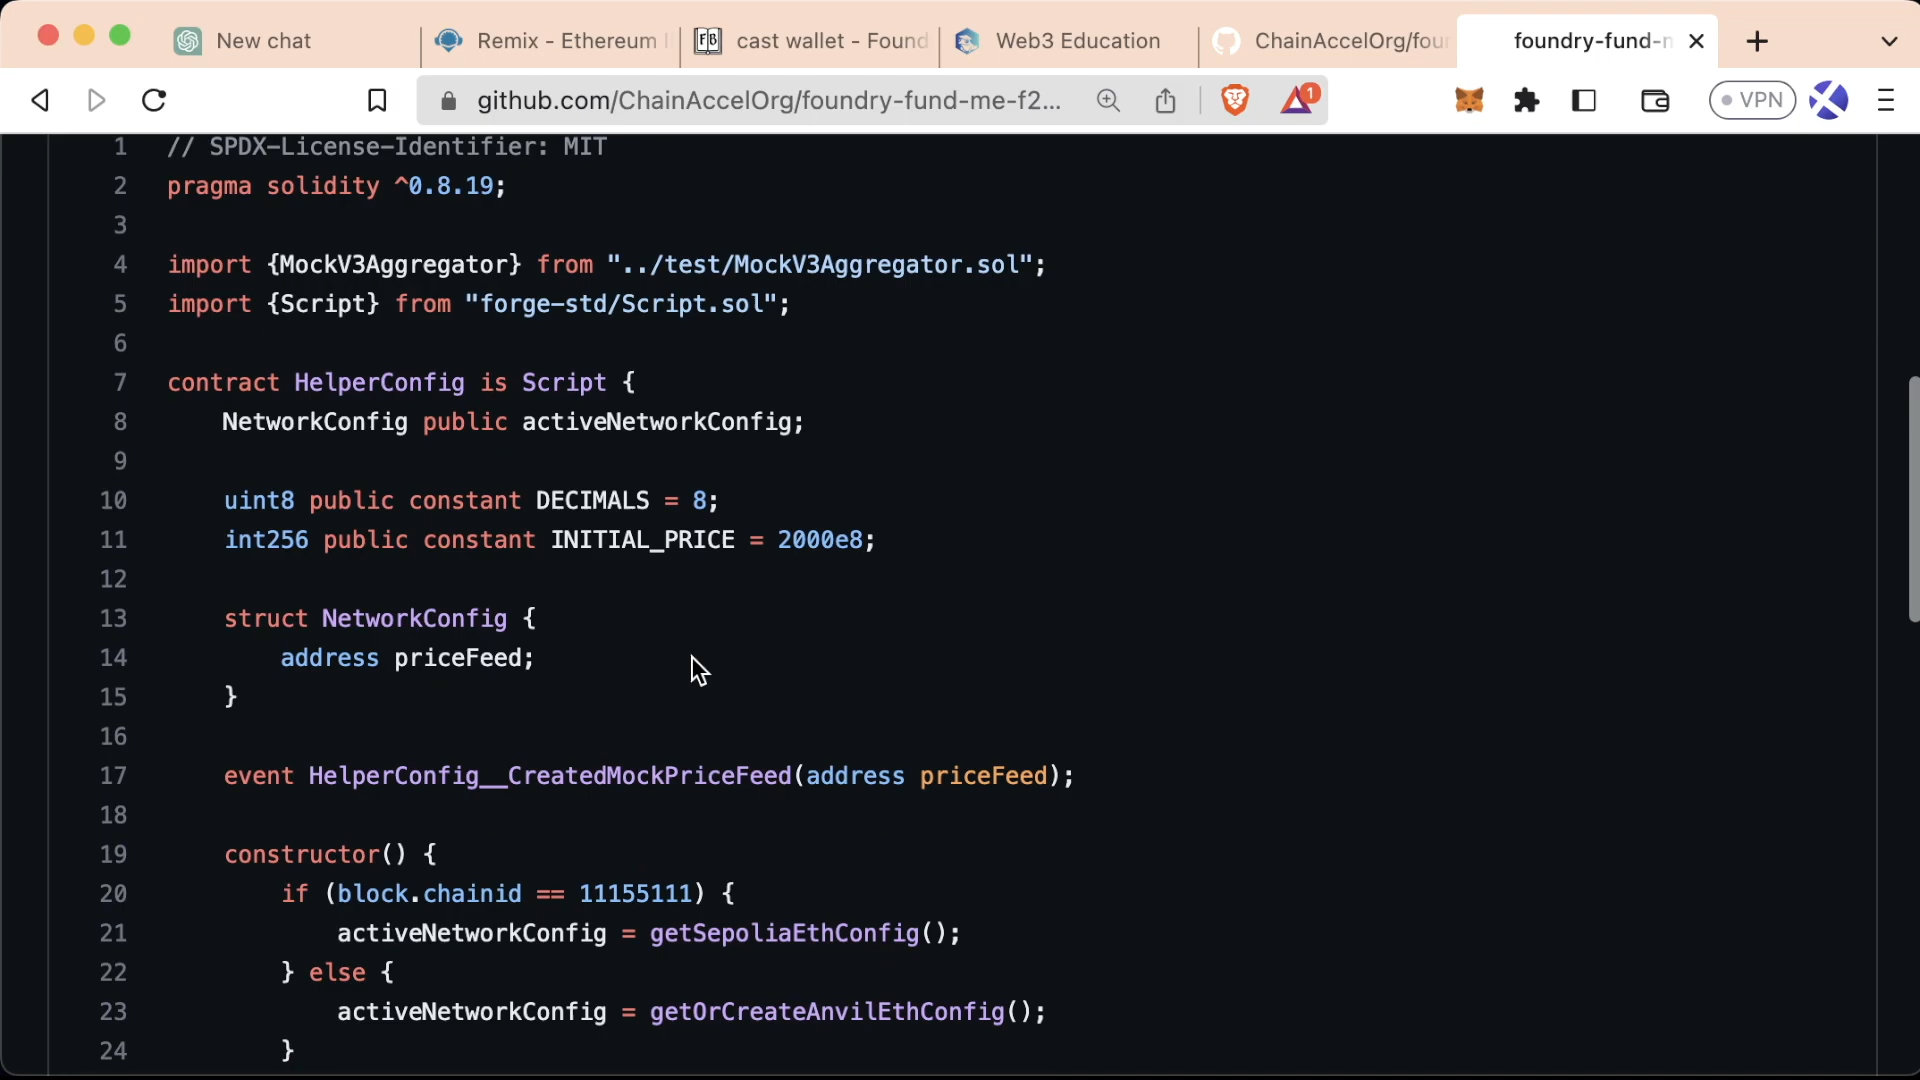 New chat
Remix - Ethereum
cast wallet - Found
Web3 Education
ChainAccelOrg/four
foundry-fund-
github.com/ChainAccelOrg/foundry-fund-me-f2...
1
VPN
1 // SPDX-License-Identifier: MIT
2 pragma solidity ^0.8.19;
3
4 import {MockV3Aggregator} from "../test/MockV3Aggregator.sol";
5 import {Script} from "forge-std/Script.sol";
6
7 contract HelperConfig is Script {
8 NetworkConfig public activeNetworkConfig;
9
10 uint8 public constant DECIMALS = 8;
11 int256 public constant INITIAL_PRICE = 2000e8;
12
13 struct NetworkConfig {
14 address priceFeed;
15 }
16
17 event HelperConfig__CreatedMockPriceFeed(address priceFeed);
18
19 constructor() {
20 if (block.chainid == 11155111) {
21 activeNetworkConfig = getSepoliaEthConfig();
22 } else {
23 activeNetworkConfig = getOrCreateAnvilEthConfig();
24 }